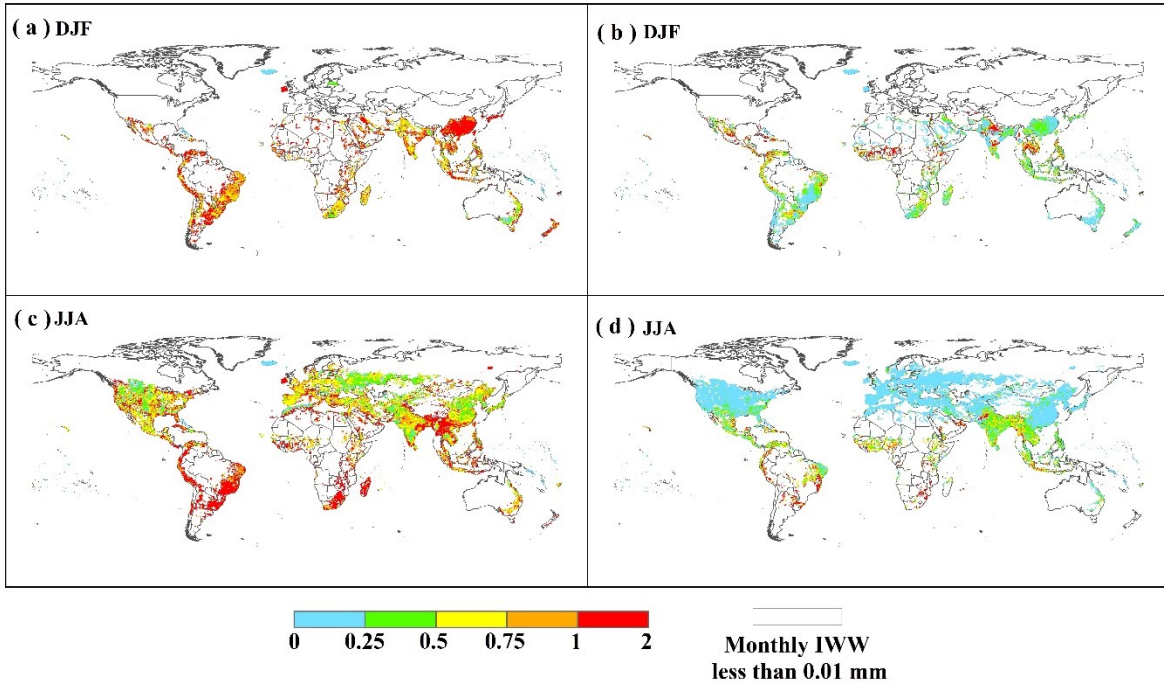 ( a ) DJF
( b ) DJF
( c ) JJA
( d ) JJA
0 0.25 0.5 0.75 1 2
Monthly IWW
less than 0.01 mm